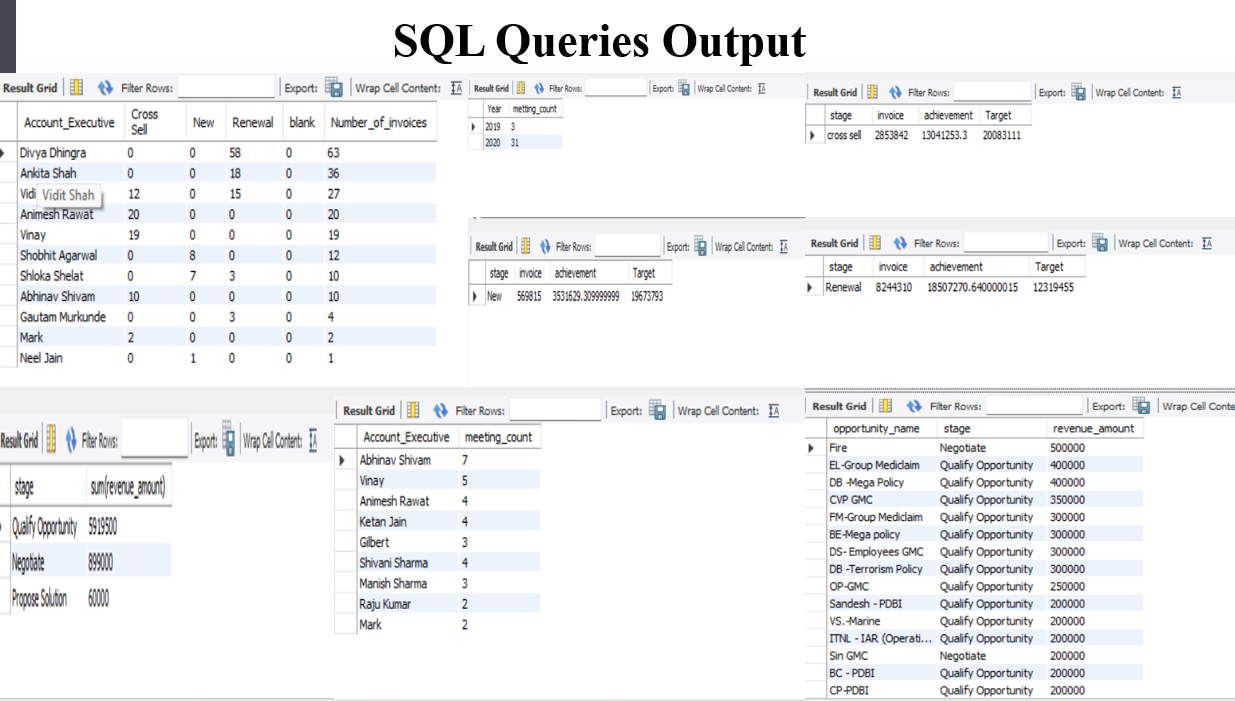 SQL Queries Output
Result Grid Filter Rows: Export: Wrap Cell Content: IA
Account_Executive Cross Sell New Renewal blank Number_of_invoices
Divya Dhingra 0 0 58 0 63
Ankita Shah 0 0 18 0 36
Vidi Vidit Shah 12 0 15 0 27
Animesh Rawat 20 0 0 0 20
Vinay 19 0 0 0 19
Shobhit Agarwal 0 8 0 0 12
Shloka Shelat 0 7 3 0 10
Abhinav Shivam 10 0 0 0 10
Gautam Murkunde 0 0 3 0 4
Mark 2 0 0 0 2
Neel Jain 0 1 0 0 1
Result Grid Filter Rows: Export: Wrap Cell Content: IA
Year metting_count
2019 3
2020 31
Result Grid Filter Rows: Export: Wrap Cell Content: IA
stage invoice achievement Target
cross sell 2853842 13041253.3 20083111
Result Grid Filter Rows: Export: Wrap Cell Content: IA
stage invoice achievement Target
New 569815 3531629.309999999 19673793
Result Grid Filter Rows: Export: Wrap Cell Content: IA
stage invoice achievement Target
Renewal 8244310 18507270.640000015 12319455
Result Grid Filter Rows: Export: Wrap Cell Content: IA
stage sum(revenue_amount)
Qualify Opportunity 5919500
Negotiate 899000
Propose Solution 60000
Result Grid Filter Rows: Export: Wrap Cell Content: IA
Account_Executive meeting_count
Abhinav Shivam 7
Vinay 5
Animesh Rawat 4
Ketan Jain 4
Gilbert 3
Shivani Sharma 4
Manish Sharma 3
Raju Kumar 2
Mark 2
Result Grid Filter Rows: Export: Wrap Cell Conte
opportunity_name stage revenue_amount
Fire Negotiate 500000
EL-Group Mediclaim Qualify Opportunity 400000
DB -Mega Policy Qualify Opportunity 400000
CVP GMC Qualify Opportunity 350000
FM-Group Mediclaim Qualify Opportunity 300000
BE-Mega policy Qualify Opportunity 300000
DS- Employees GMC Qualify Opportunity 300000
DB -Terrorism Policy Qualify Opportunity 300000
OP-GMC Qualify Opportunity 250000
Sandesh - PDBI Qualify Opportunity 200000
VS. -Marine Qualify Opportunity 200000
ITNL - IAR (Operati... Qualify Opportunity 200000
Sin GMC Negotiate 200000
BC - PDBI Qualify Opportunity 200000
CP-PDBI Qualify Opportunity 200000